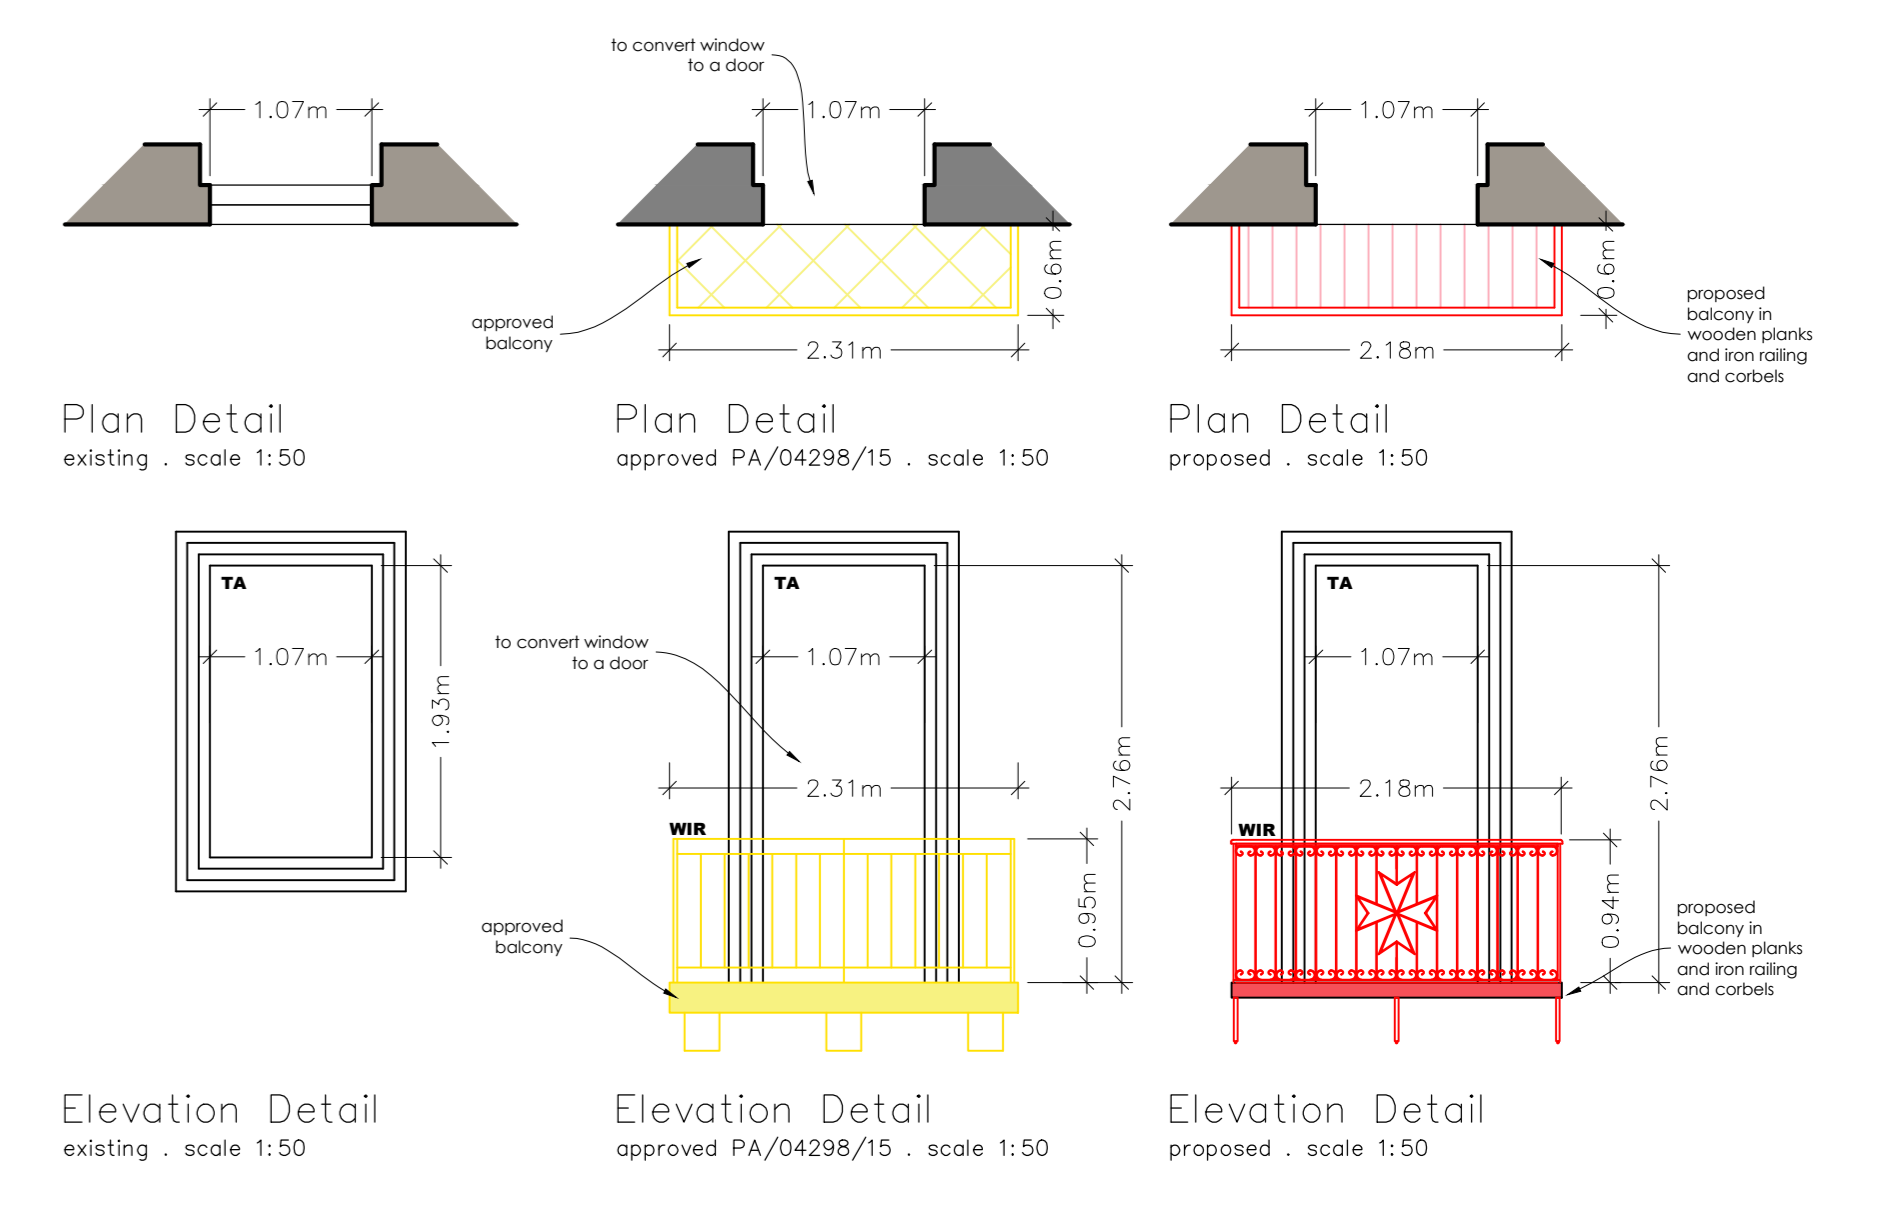 to convert window
to a door
1.07m
1.07m
1.07m
0.6m
0.6m
approved
balcony
2.31m
2.18m
proposed
balcony in
wooden planks
and iron railing
and corbels
Plan Detail
existing . scale 1:50
Plan Detail
approved PA/04298/15 . scale 1:50
Plan Detail
proposed . scale 1:50
TA
1.07m
1.93m
to convert window
to a door
TA
1.07m
2.31m
2.76m
WIR
0.95m
approved
balcony
TA
1.07m
2.18m
2.76m
WIR
0.94m
proposed
balcony in
wooden planks
and iron railing
and corbels
Elevation Detail
existing . scale 1:50
Elevation Detail
approved PA/04298/15 . scale 1:50
Elevation Detail
proposed . scale 1:50